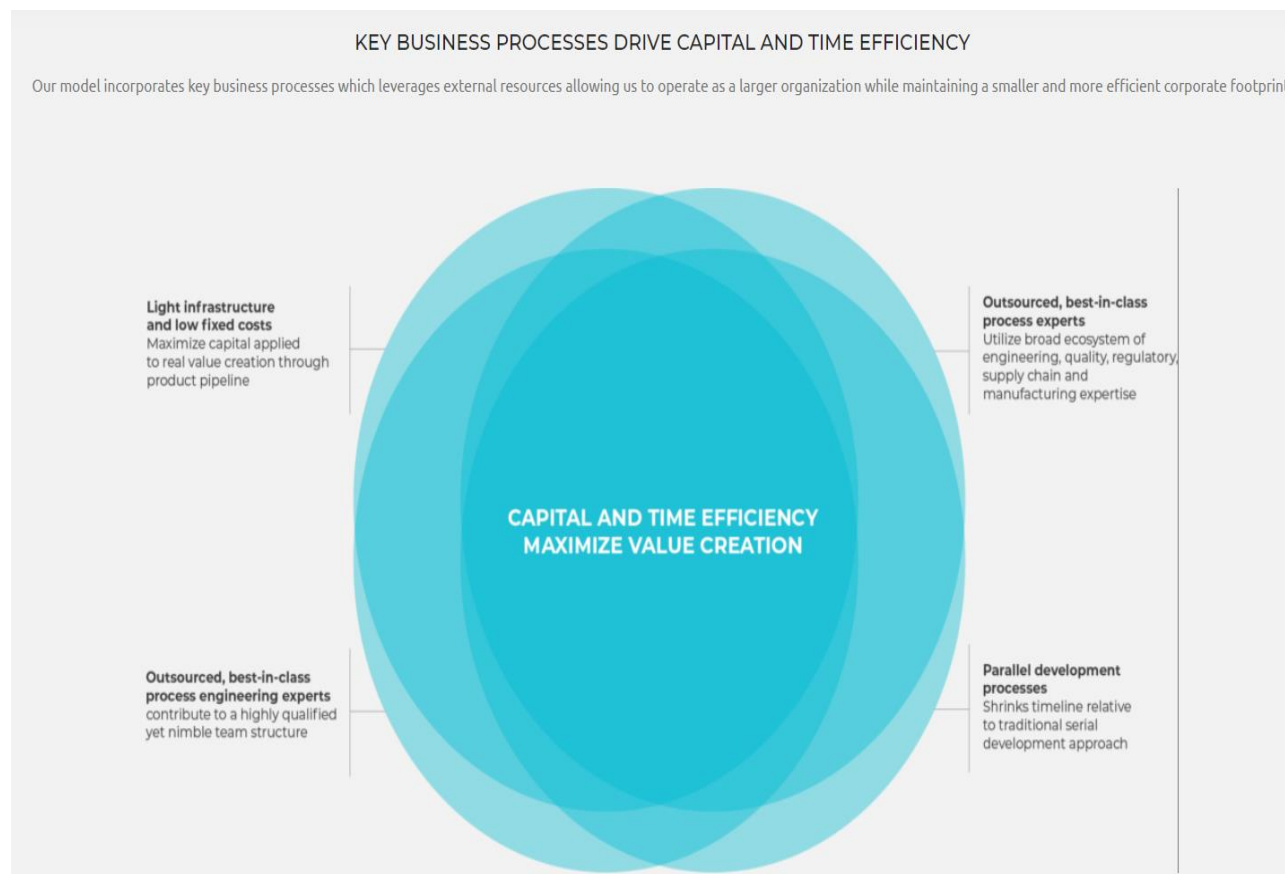 KEY BUSINESS PROCESSES DRIVE CAPITAL AND TIME EFFICIENCY
Our model incorporates key business processes which leverages external resources allowing us to operate as a larger organization while maintaining a smaller and more efficient corporate footprint
Light infrastructure
and low fixed costs
Maximize capital applied
to real value creation through
product pipeline
Outsourced, best-in-class
process experts
Utilize broad ecosystem of
engineering, quality, regulatory,
supply chain and
manufacturing expertise
CAPITAL AND TIME EFFICIENCY
MAXIMIZE VALUE CREATION
Outsourced, best-in-class
process engineering experts
contribute to a highly qualified
yet nimble team structure
Parallel development
processes
Shrinks timeline relative
to traditional serial
development approach